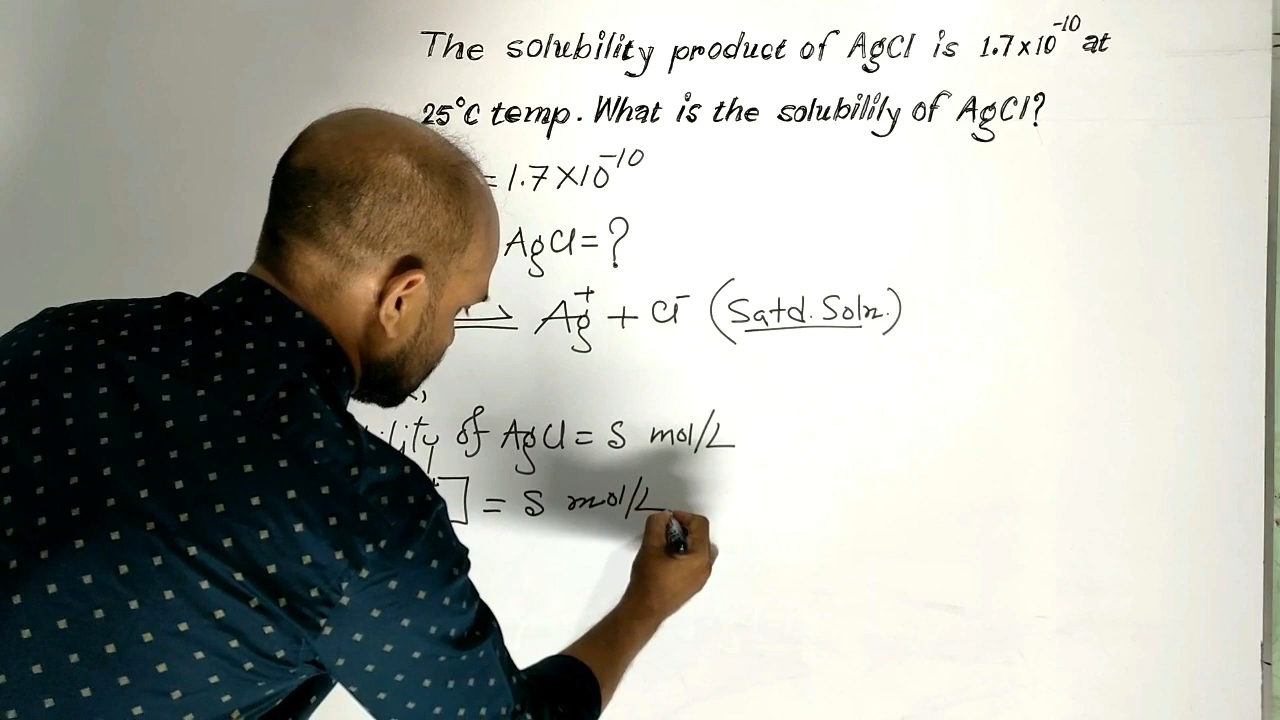 The solubility product of AgCl is 1.7×10⁻¹⁰ at
25°C temp. What is the solubilily of AgCl?
= 1.7×10⁻¹⁰
AgCl = ?
⇌ Ag⁺ + Cl⁻ (Satd. Soln.)
of AgCl = S mol/L
] = S mol/L